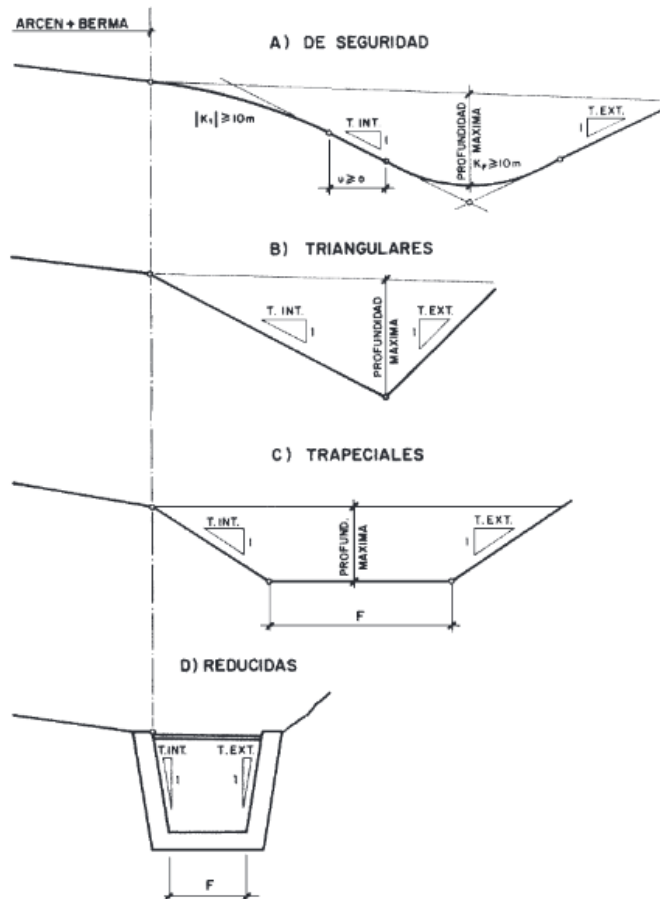 ARCEN + BERMA
A) DE SEGURIDAD
|K₁| ≥ 10m
T. INT
1
PROFUNDIDAD
MAXIMA
T. EXT.
1
Kₚ ≥ 10m
B) TRIANGULARES
T. INT.
1
PROFUNDIDAD
MAXIMA
T. EXT.
1
C) TRAPECIALES
T. INT.
1
PROFUND.
MAXIMA
T. EXT.
1
F
D) REDUCIDAS
T.INT.
1
T. EXT.
1
F